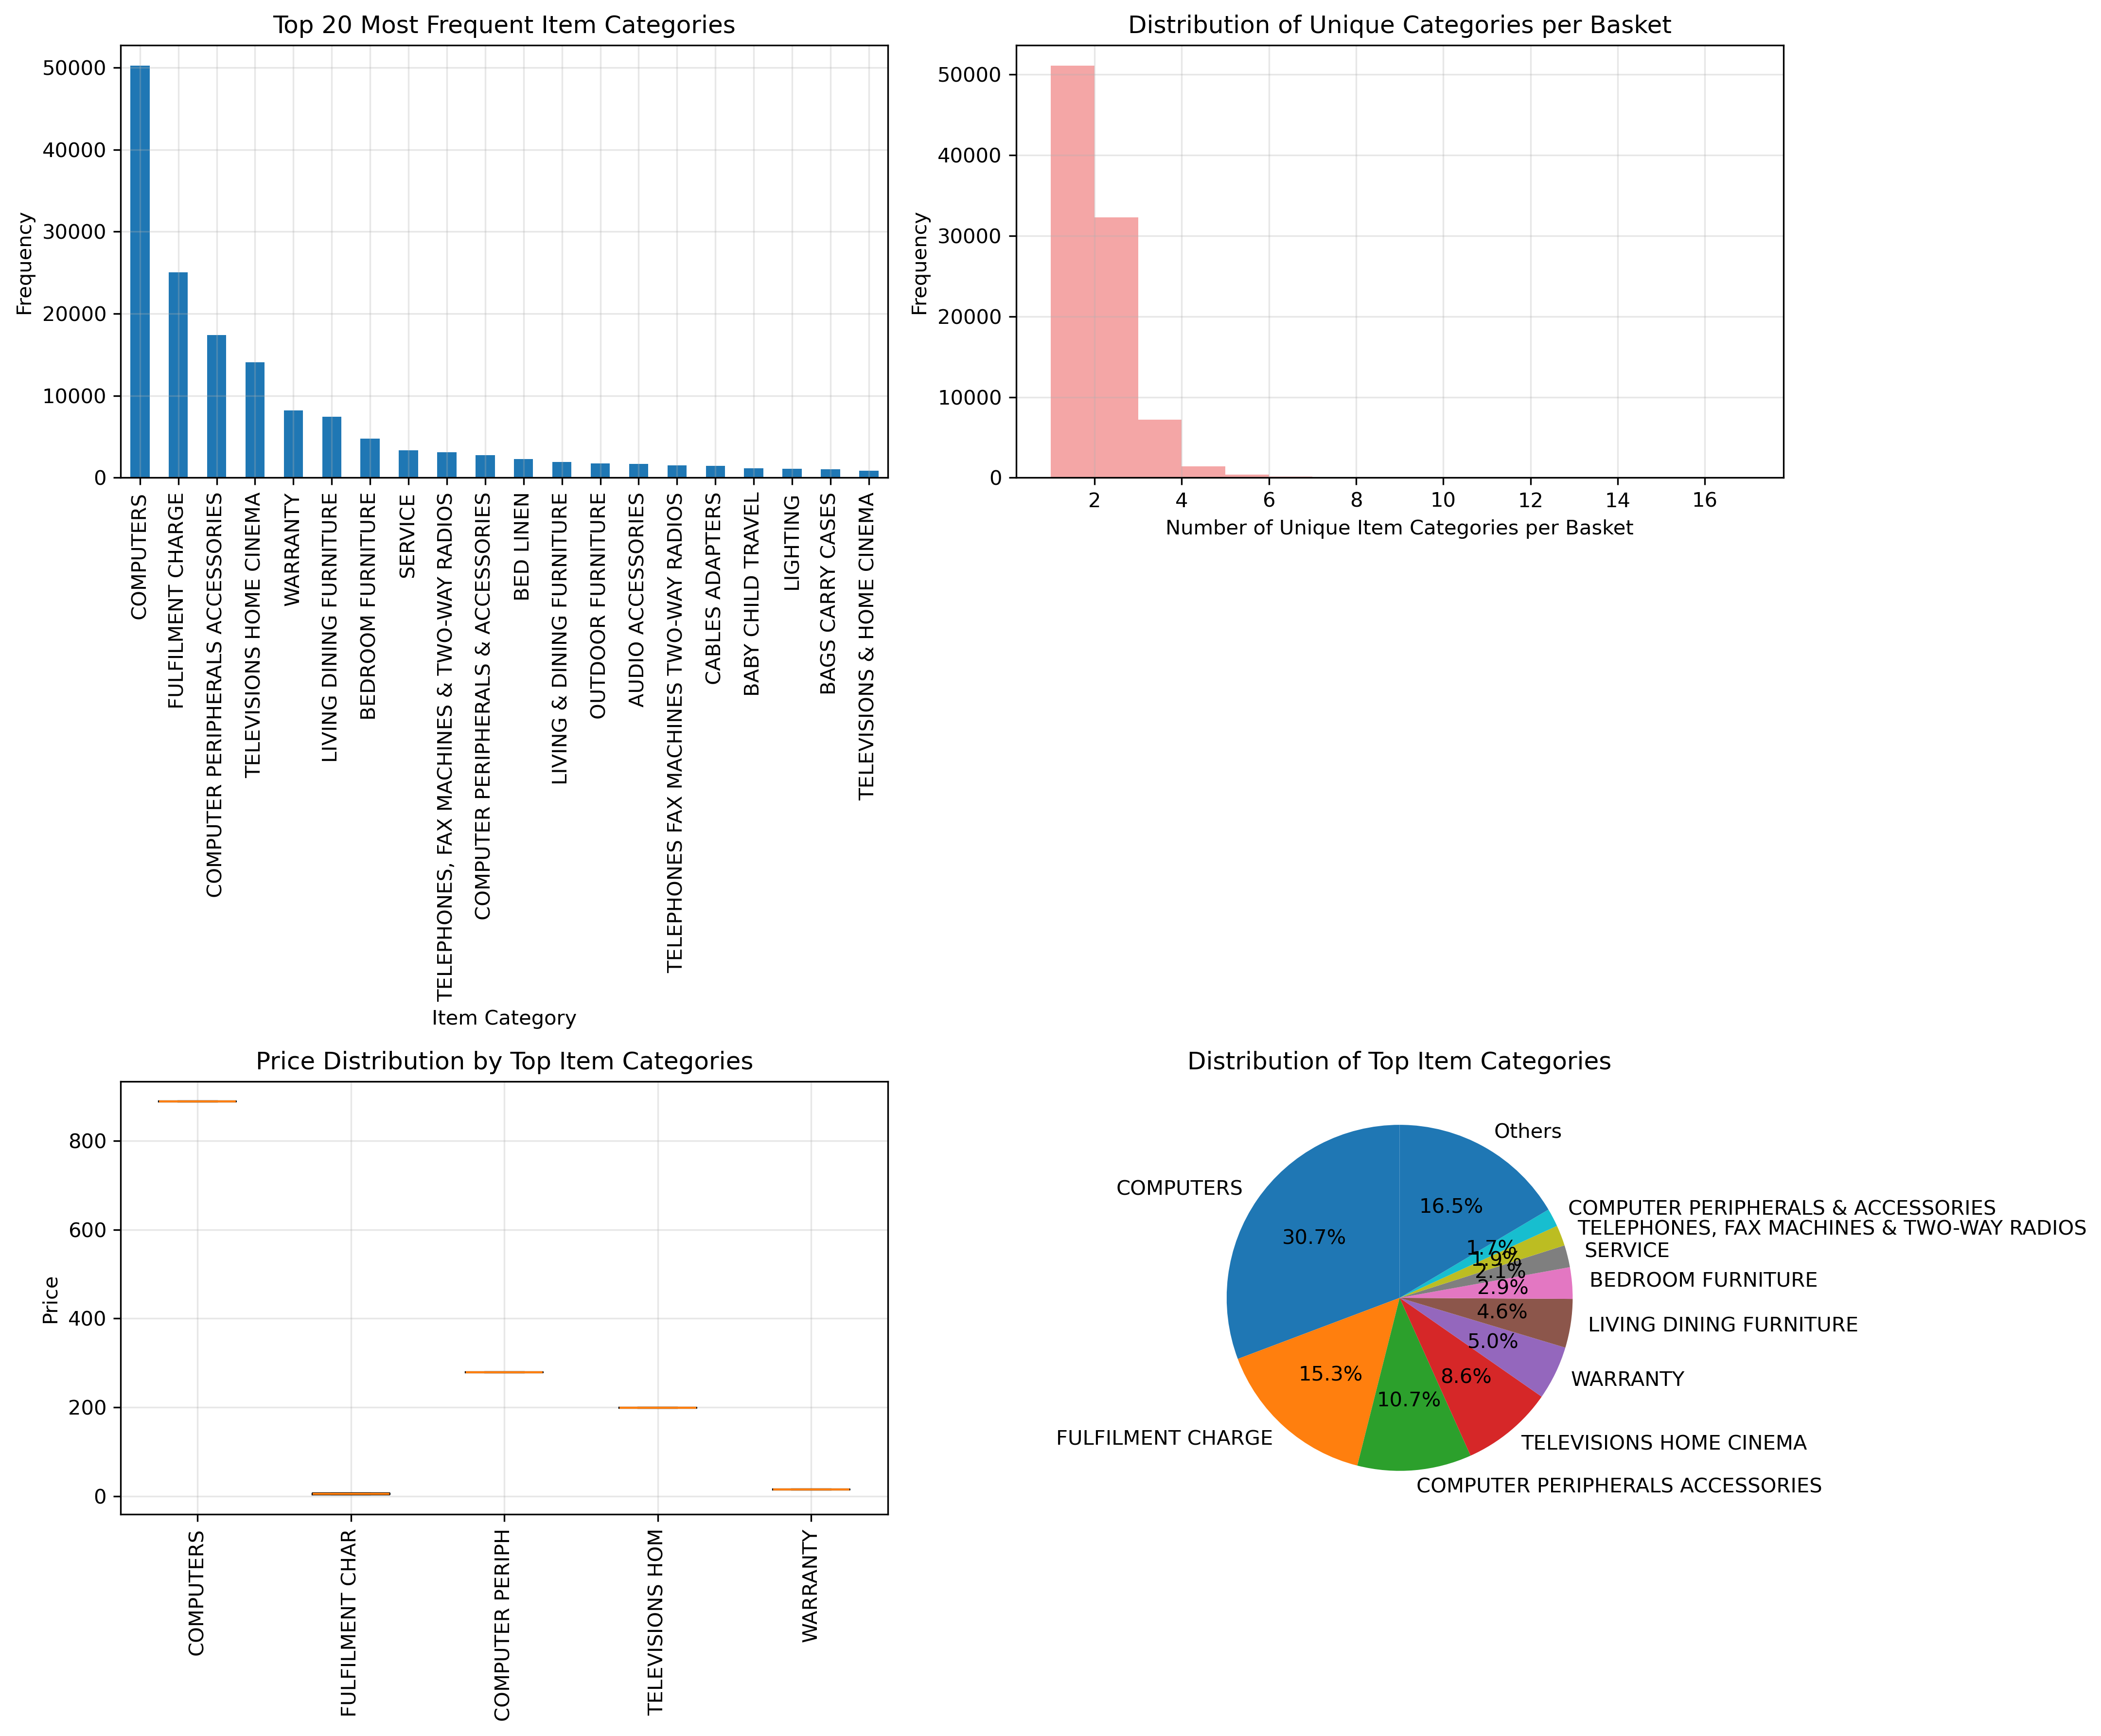 Top 20 Most Frequent Item Categories
Frequency
50000
40000
30000
20000
10000
0
COMPUTERS
FULFILMENT CHARGE
COMPUTER PERIPHERALS ACCESSORIES
TELEVISIONS HOME CINEMA
WARRANTY
LIVING DINING FURNITURE
BEDROOM FURNITURE
SERVICE
TELEPHONES, FAX MACHINES & TWO-WAY RADIOS
COMPUTER PERIPHERALS & ACCESSORIES
BED LINEN
LIVING & DINING FURNITURE
OUTDOOR FURNITURE
AUDIO ACCESSORIES
TELEPHONES FAX MACHINES TWO-WAY RADIOS
CABLES ADAPTERS
BABY CHILD TRAVEL
LIGHTING
BAGS CARRY CASES
TELEVISIONS & HOME CINEMA
Item Category
Distribution of Unique Categories per Basket
Frequency
50000
40000
30000
20000
10000
0
2 4 6 8 10 12 14 16
Number of Unique Item Categories per Basket
Price Distribution by Top Item Categories
Price
800
600
400
200
0
COMPUTERS
FULFILMENT CHAR
COMPUTER PERIPH
TELEVISIONS HOM
WARRANTY
Distribution of Top Item Categories
Others
16.5%
COMPUTERS
30.7%
COMPUTER PERIPHERALS & ACCESSORIES
1.7%
TELEPHONES, FAX MACHINES & TWO-WAY RADIOS
1.9%
SERVICE
2.1%
BEDROOM FURNITURE
2.9%
LIVING DINING FURNITURE
4.6%
WARRANTY
5.0%
TELEVISIONS HOME CINEMA
8.6%
COMPUTER PERIPHERALS ACCESSORIES
10.7%
FULFILMENT CHARGE
15.3%